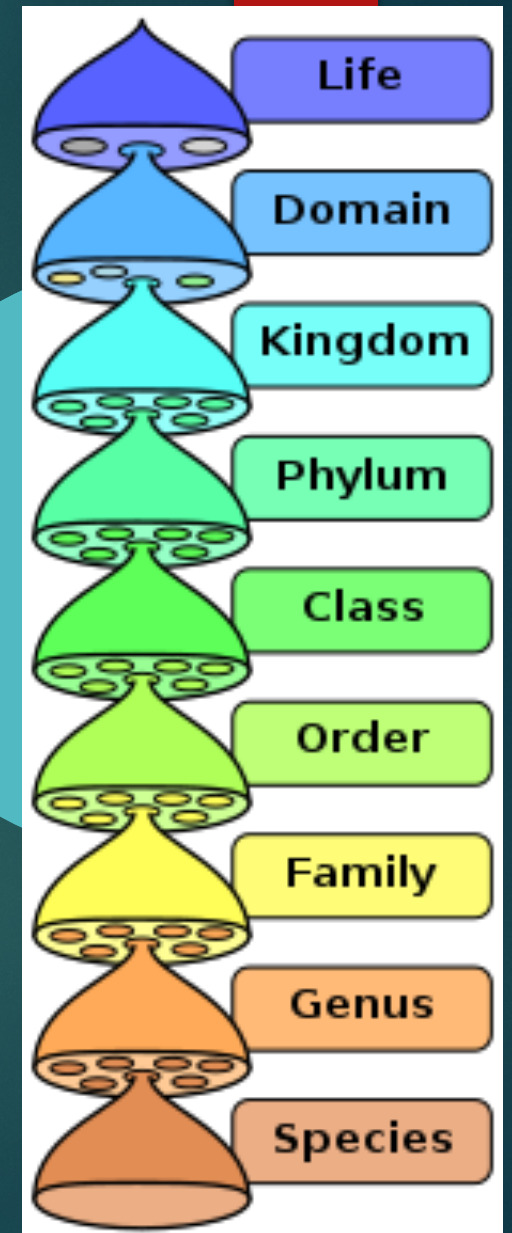 Life
Domain
Kingdom
Phylum
Class
Order
Family
Genus
Species